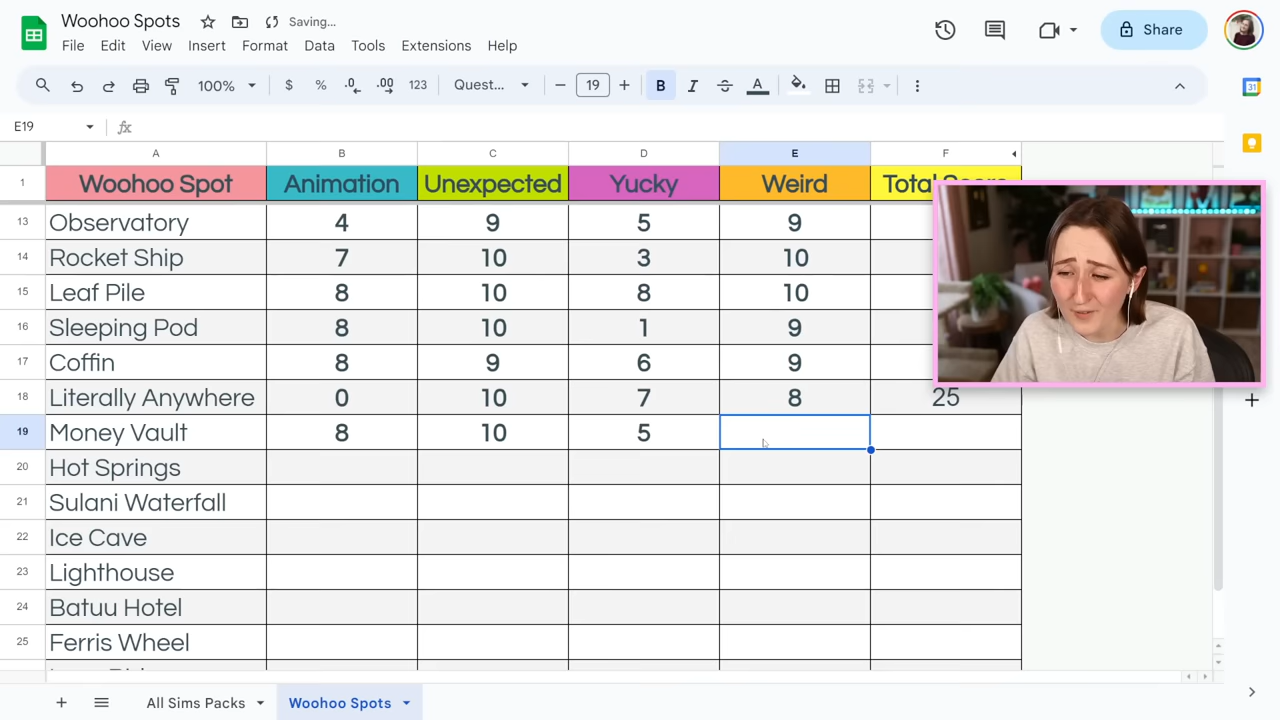 Woohoo Spots Saving...
File Edit View Insert Format Data Tools Extensions Help
Share
100% $ % .0 .00 123 Quest... 19 B I S A
31
E19 fx
A B C D E F
1 Woohoo Spot Animation Unexpected Yucky Weird Total Score
13 Observatory 4 9 5 9
14 Rocket Ship 7 10 3 10
15 Leaf Pile 8 10 8 10
16 Sleeping Pod 8 10 1 9
17 Coffin 8 9 6 9
18 Literally Anywhere 0 10 7 8 25
19 Money Vault 8 10 5
20 Hot Springs
21 Sulani Waterfall
22 Ice Cave
23 Lighthouse
24 Batuu Hotel
25 Ferris Wheel
All Sims Packs Woohoo Spots